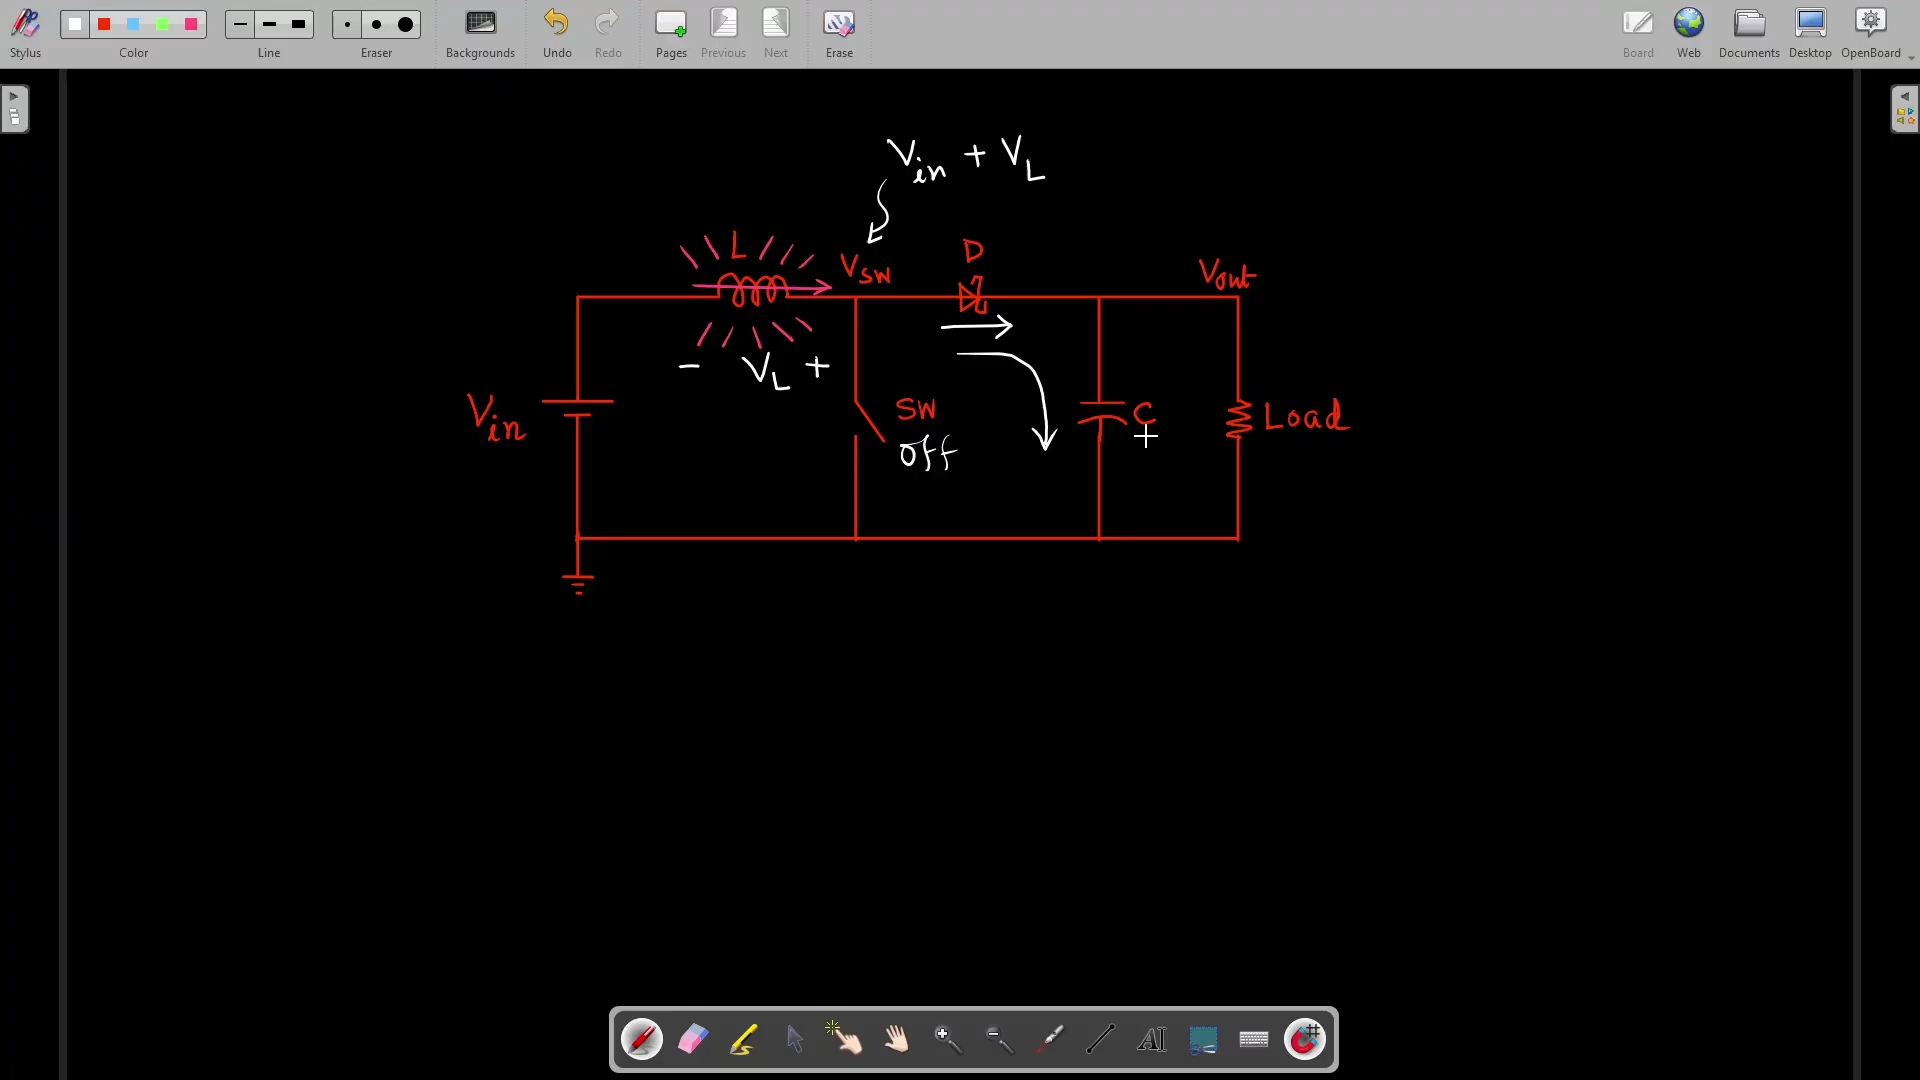 Stylus
Color
Line
Eraser
Backgrounds
Undo
Redo
Pages
Previous
Next
Erase
Board
Web
Documents
Desktop
OpenBoard
Vin + VL
L
VSW
D
Vout
- VL +
Vin
SW
off
C
Load
AI